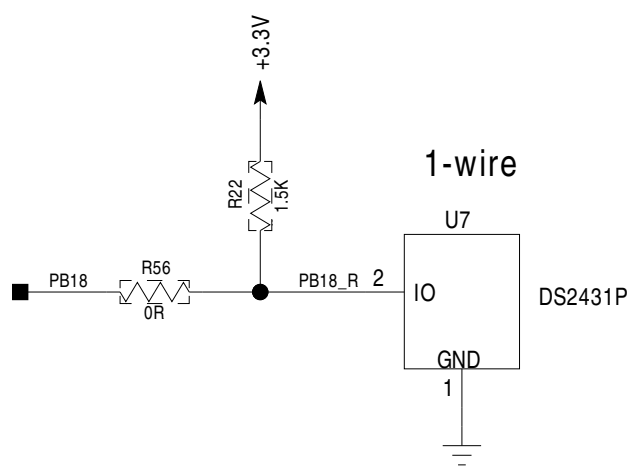 +3.3V
1-wire
R22
1.5K
U7
PB18
R56
0R
PB18_R
2
IO
DS2431P
GND
1